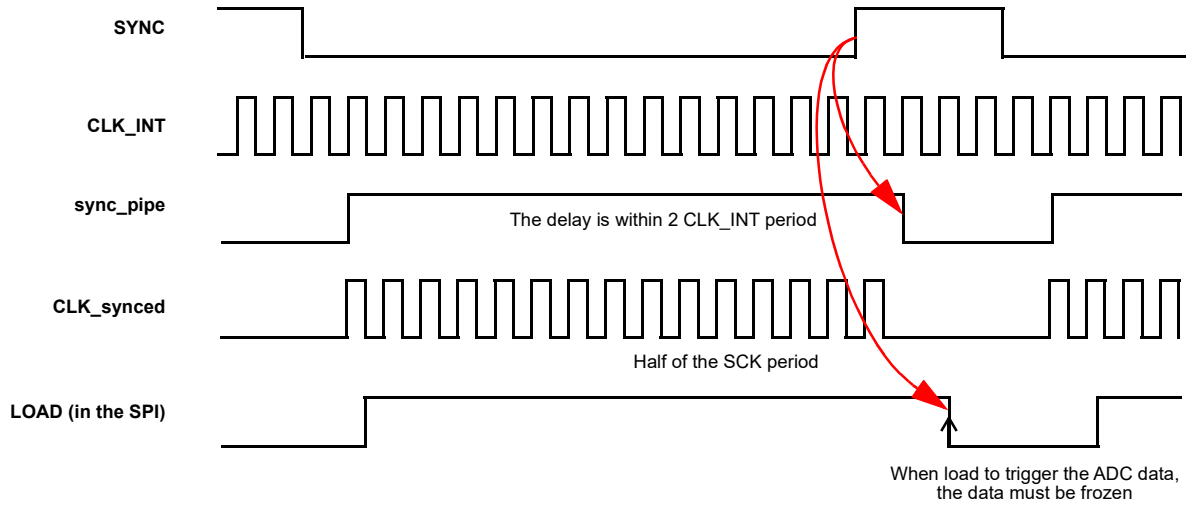 SYNC
CLK_INT
sync_pipe
The delay is within 2 CLK_INT period
CLK_synced
Half of the SCK period
LOAD (in the SPI)
When load to trigger the ADC data,
the data must be frozen